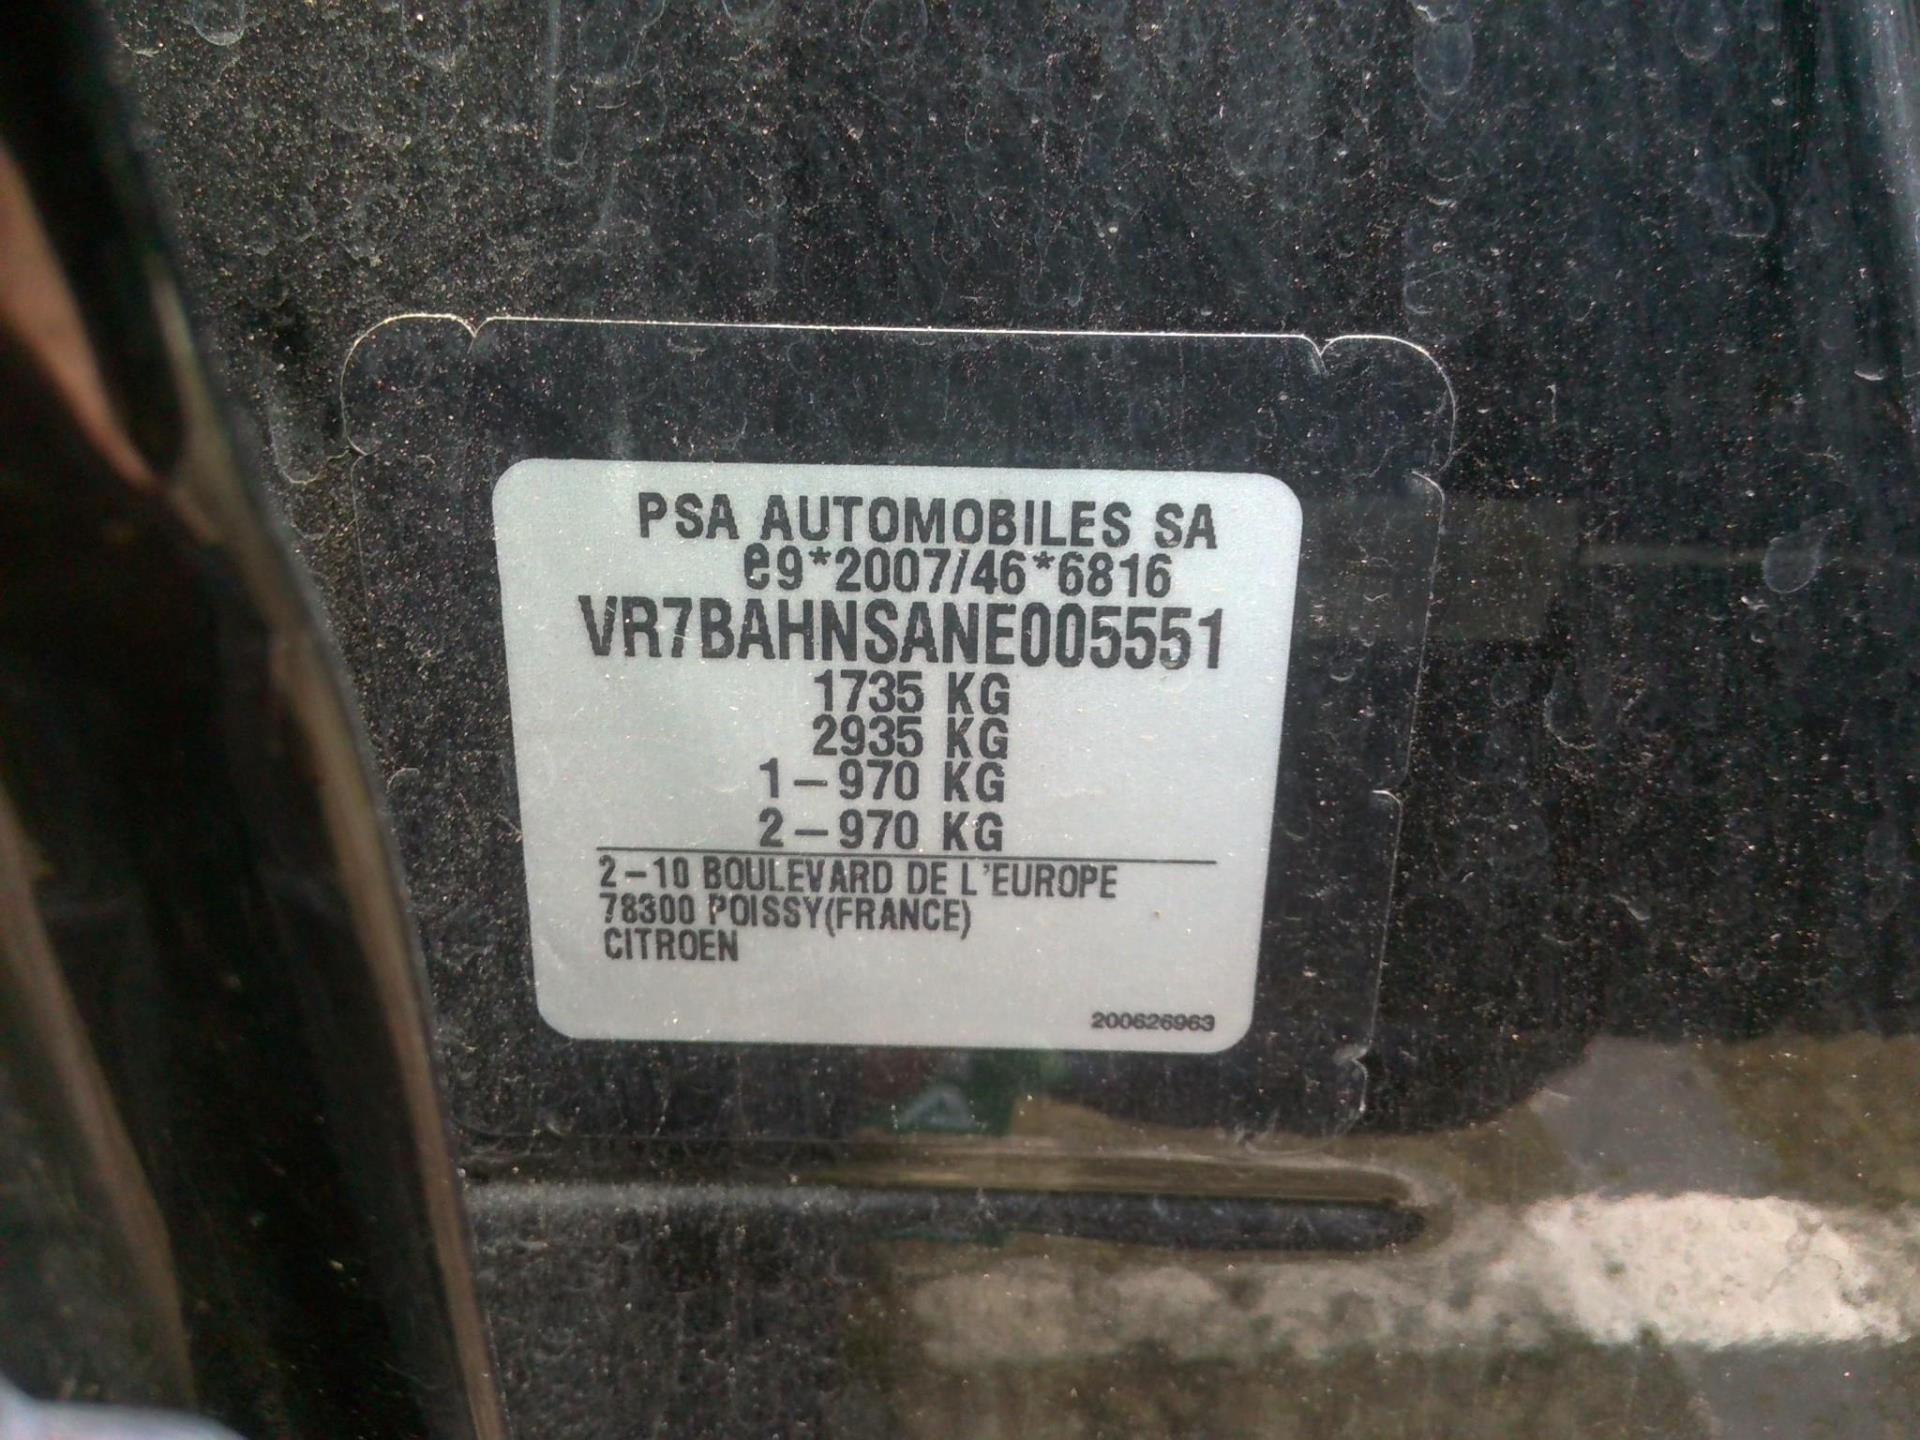 PSA AUTOMOBILES SA
e9*2007/46*6816
VR7BAHNSANE005551
1735 KG
2935 KG
1-970 KG
2-970 KG
2-10 BOULEVARD DE L'EUROPE
78300 POISSY(FRANCE)
CITROEN
200626963